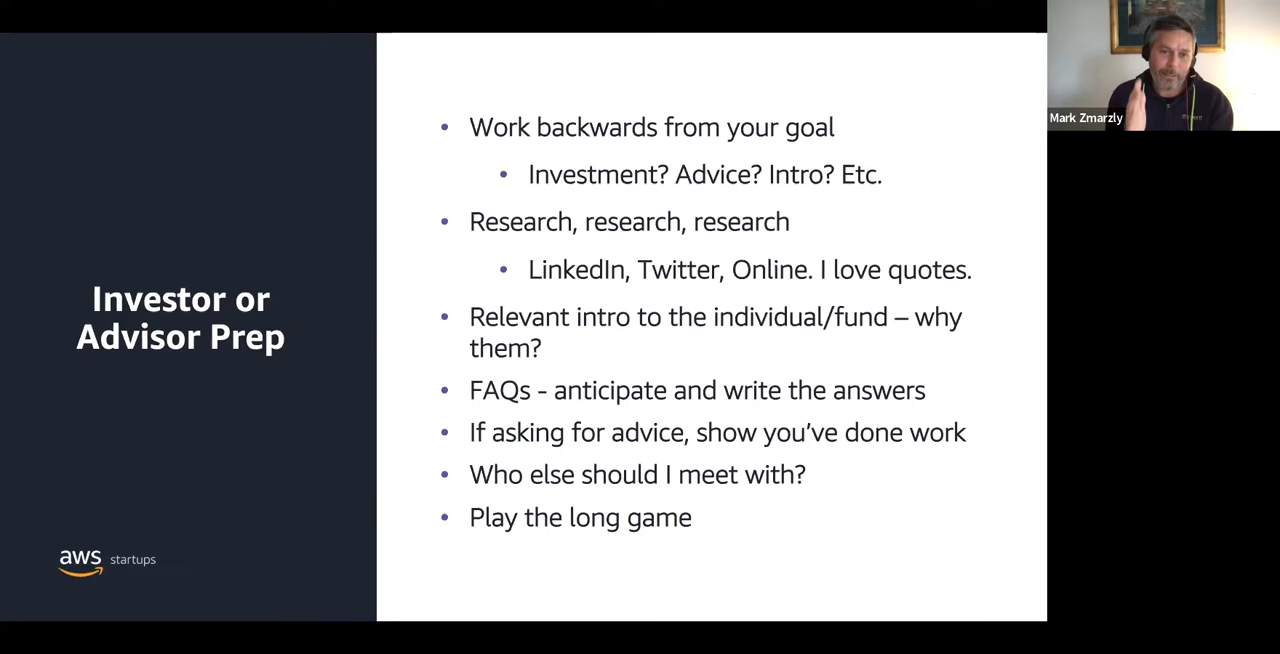 Investor or
Advisor Prep
aws startups
• Work backwards from your goal
• Investment? Advice? Intro? Etc.
• Research, research, research
• LinkedIn, Twitter, Online. I love quotes.
• Relevant intro to the individual/fund – why
them?
• FAQs - anticipate and write the answers
• If asking for advice, show you've done work
• Who else should I meet with?
• Play the long game
Mark Zmarzly